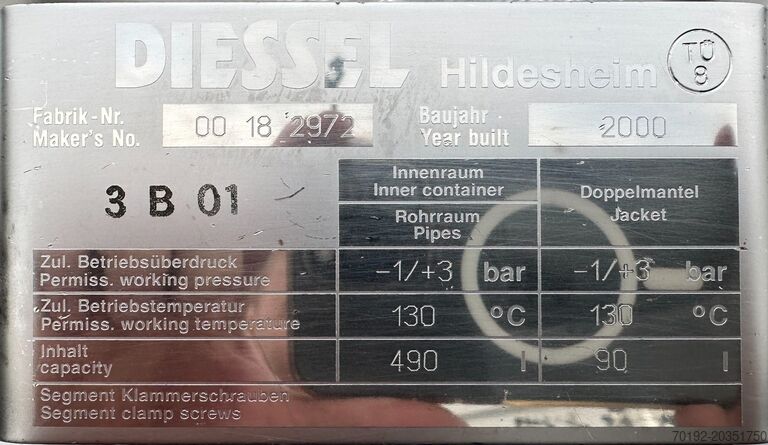 DIESSEL Hildesheim
TÜ
8
Fabrik-Nr.
Maker's No.
00 18 2972
Baujahr
Year built
2000
3 B 01
Innenraum
Inner container
Rohrraum
Pipes
Doppelmantel
Jacket
Zul. Betriebsüberdruck
Permiss. working pressure
-1/+3 bar
-1/+3 bar
Zul. Betriebstemperatur
Permiss. working temperature
130 °C
130 °C
Inhalt
capacity
490 l
90 l
Segment Klammerschrauben
Segment clamp screws
70192-20351750